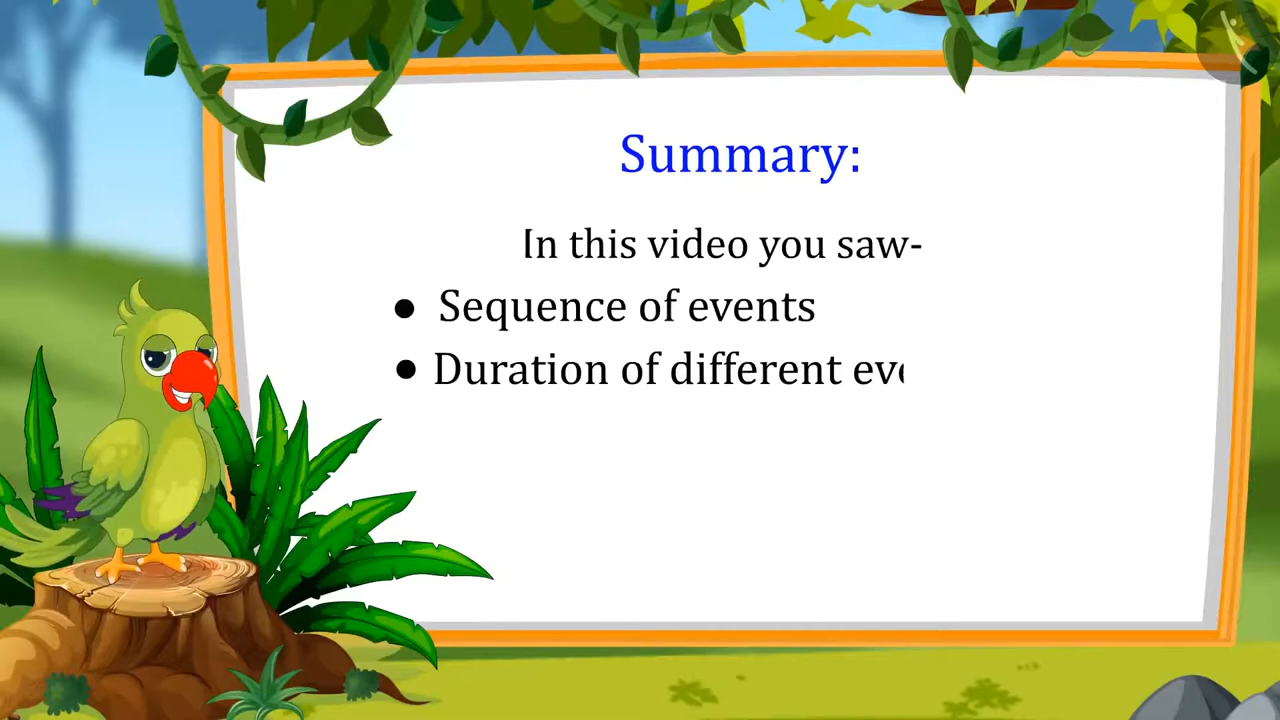 Summary:
In this video you saw-
● Sequence of events
● Duration of different